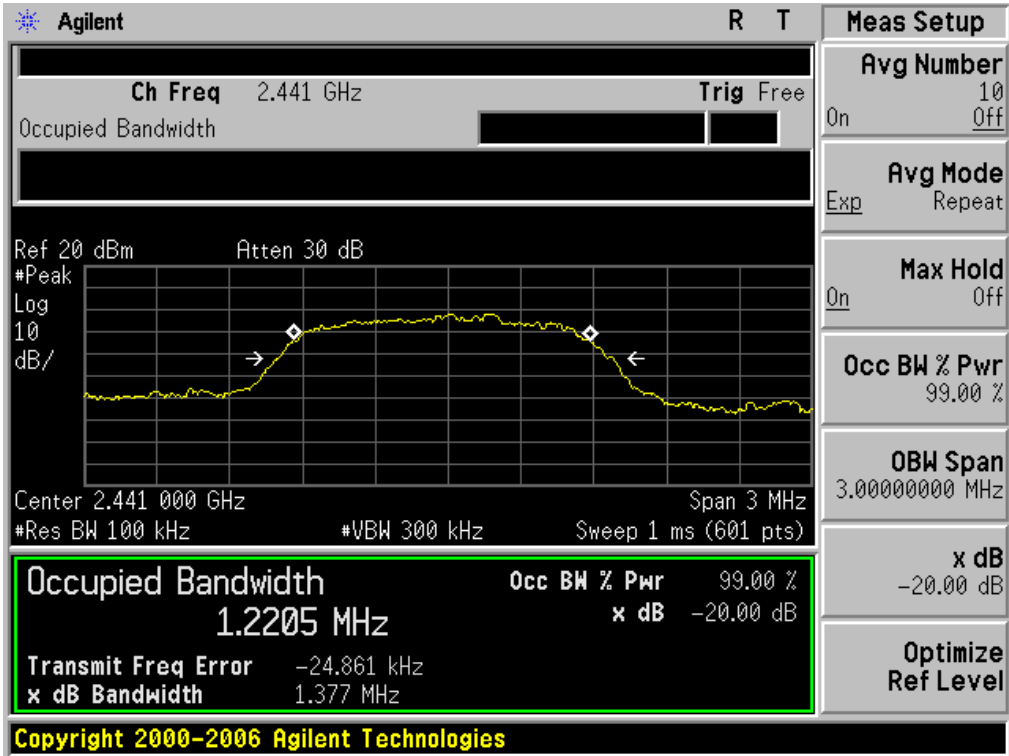 Agilent R T
Meas Setup
Ch Freq 2.441 GHz Trig Free
Occupied Bandwidth
Ref 20 dBm Atten 30 dB
#Peak
Log
10
dB/
Center 2.441 000 GHz Span 3 MHz
#Res BW 100 kHz #VBW 300 kHz Sweep 1 ms (601 pts)
Occupied Bandwidth
1.2205 MHz
Occ BW % Pwr 99.00 %
x dB -20.00 dB
Transmit Freq Error -24.861 kHz
x dB Bandwidth 1.377 MHz
Avg Number
10
On Off
Avg Mode
Exp Repeat
Max Hold
On Off
Occ BW % Pwr
99.00 %
OBW Span
3.00000000 MHz
x dB
-20.00 dB
Optimize
Ref Level
Copyright 2000-2006 Agilent Technologies